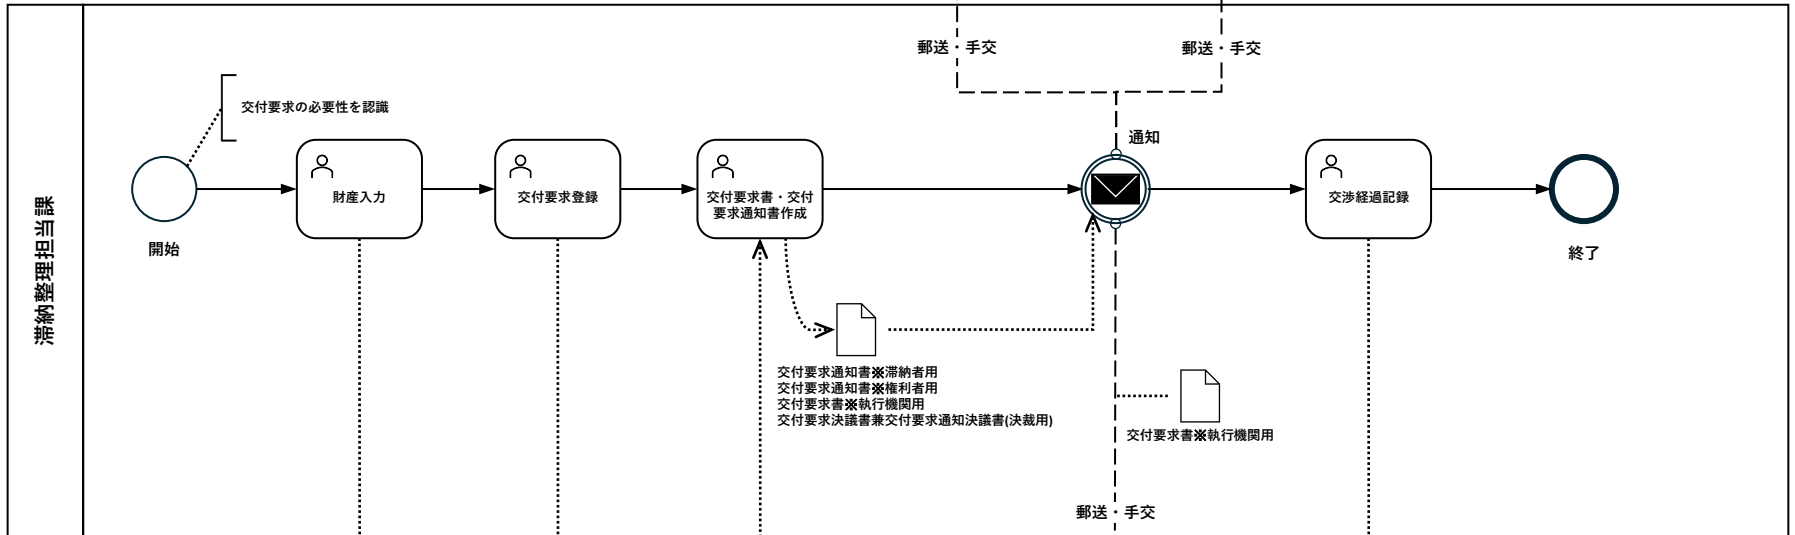 滞納整理担当課
郵送・手交
郵送・手交
交付要求の必要性を認識
通知
開始
財産入力
交付要求登録
交付要求書・交付
要求通知書作成
交渉経過記録
終了
交付要求通知書※滞納者用
交付要求通知書※権利者用
交付要求書※執行機関用
交付要求決議書兼交付要求通知決議書(決裁用)
交付要求書※執行機関用
郵送・手交